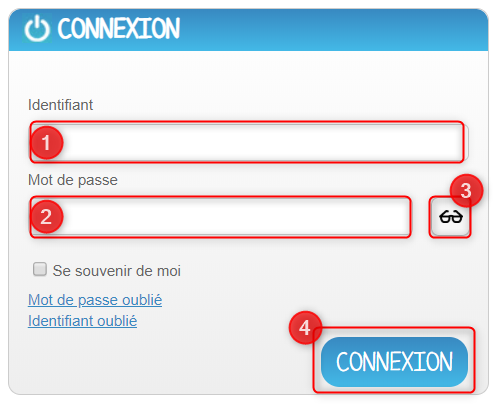 CONNEXION
Identifiant
1
Mot de passe
2
3
Se souvenir de moi
Mot de passe oublié
Identifiant oublié
4
CONNEXION